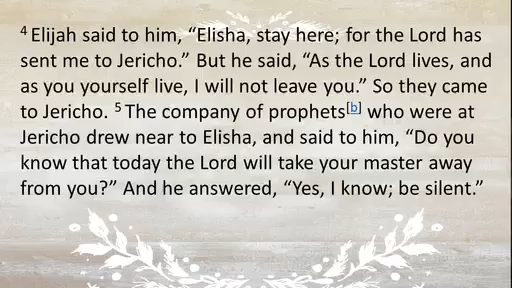 4 Elijah said to him, “Elisha, stay here; for the Lord has
sent me to Jericho.” But he said, “As the Lord lives, and
as you yourself live, I will not leave you.” So they came
to Jericho. 5 The company of prophets[b] who were at
Jericho drew near to Elisha, and said to him, “Do you
know that today the Lord will take your master away
from you?” And he answered, “Yes, I know; be silent.”